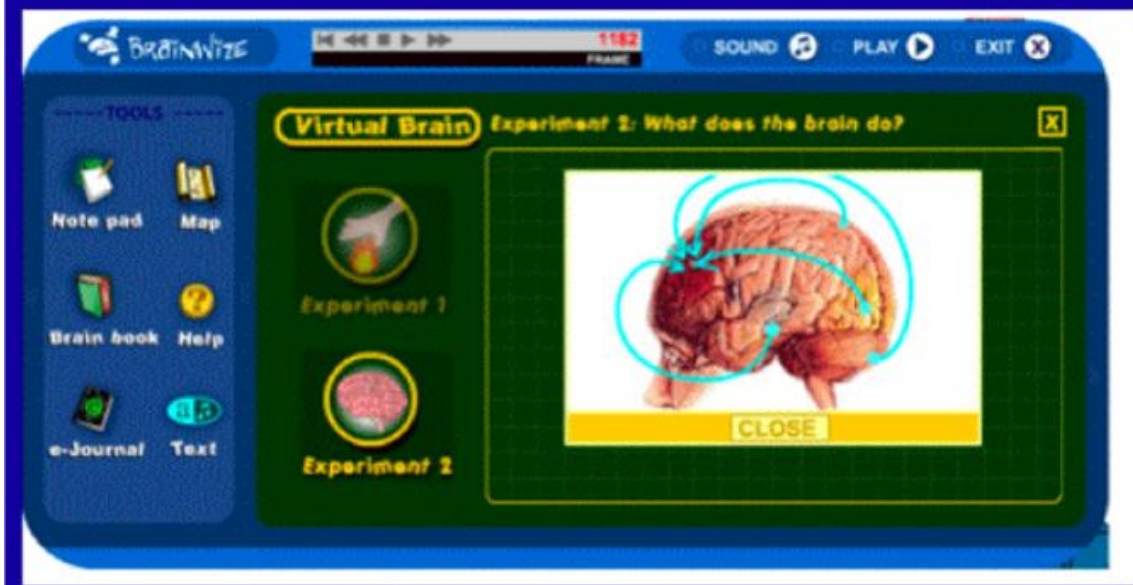 BRAINWIZE
1182
FRAME
SOUND
PLAY
EXIT X
-----TOOLS-----
Note pad
Map
Brain book
Help
e-Journal
Text
Virtual Brain
Experiment 2: What does the brain do?
X
Experiment 1
Experiment 2
CLOSE